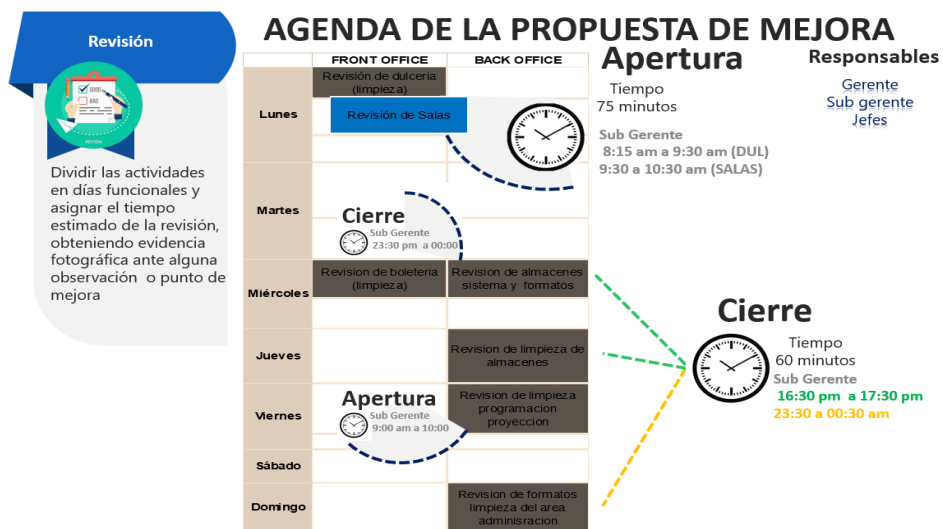 AGENDA DE LA PROPUESTA DE MEJORA
Revisión
GOOD
BAD
REVIEW
Dividir las actividades
en días funcionales y
asignar el tiempo
estimado de la revisión,
obteniendo evidencia
fotográfica ante alguna
observación o punto de
mejora
FRONT OFFICE
BACK OFFICE
Lunes
Revisión de dulceria
(limpieza)
Revisión de Salas
Martes
Cierre
Sub Gerente
23:30 pm a 00:00
Miércoles
Revision de boleteria
(limpieza)
Revision de almacenes
sistema y formatos
Jueves
Revision de limpieza de
almacenes
Viernes
Apertura
Sub Gerente
9:00 am a 10:00
Revision de limpieza
programacion
proyeccion
Sábado
Domingo
Revision de formatos
limpieza del area
adminisracion
Apertura
Tiempo
75 minutos
Sub Gerente
8:15 am a 9:30 am (DUL)
9:30 a 10:30 am (SALAS)
Responsables
Gerente
Sub gerente
Jefes
Cierre
Tiempo
60 minutos
Sub Gerente
16:30 pm a 17:30 pm
23:30 a 00:30 am